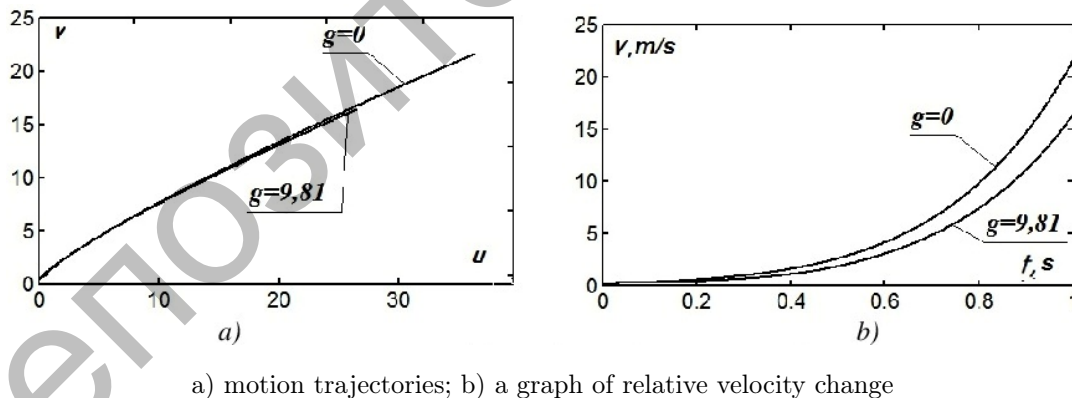 25
20
15
10
5
0
v
g=0
g=9,81
u
0 10 20 30
a)
25
20
15
10
5
0
V,m/s
g=0
g=9,81
t, s
0 0.2 0.4 0.6 0.8 1
b)
a) motion trajectories; b) a graph of relative velocity change
епозито